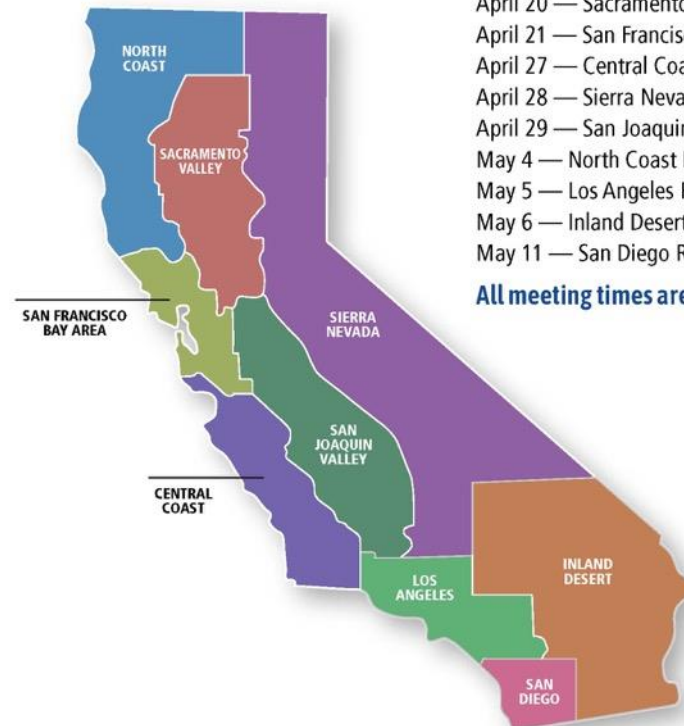 April 20 — Sacramento
April 21 — San Francis
April 27 — Central Coa
April 28 — Sierra Neva
April 29 — San Joaquin
May 4 — North Coast
May 5 — Los Angeles
May 6 — Inland Desert
May 11 — San Diego R
All meeting times are
NORTH
COAST
SACRAMENTO
VALLEY
SAN FRANCISCO
BAY AREA
SIERRA
NEVADA
SAN
JOAQUIN
VALLEY
CENTRAL
COAST
LOS
ANGELES
INLAND
DESERT
SAN
DIEGO